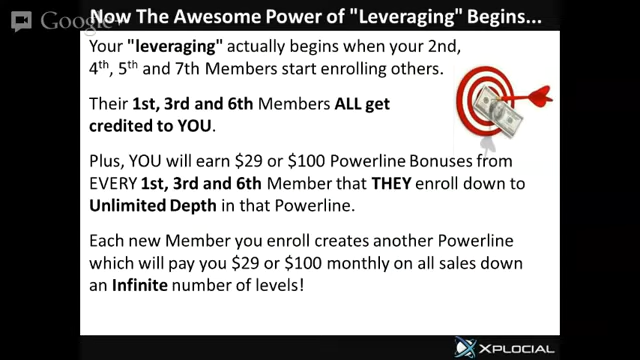 Google+
Now The Awesome Power of "Leveraging" Begins...
Your "leveraging" actually begins when your 2nd,
4th, 5th and 7th Members start enrolling others.
Their 1st, 3rd and 6th Members ALL get
credited to YOU.
Plus, YOU will earn $29 or $100 Powerline Bonuses from
EVERY 1st, 3rd and 6th Member that THEY enroll down to
Unlimited Depth in that Powerline.
Each new Member you enroll creates another Powerline
which will pay you $29 or $100 monthly on all sales down
an Infinite number of levels!
XPLOCIAL